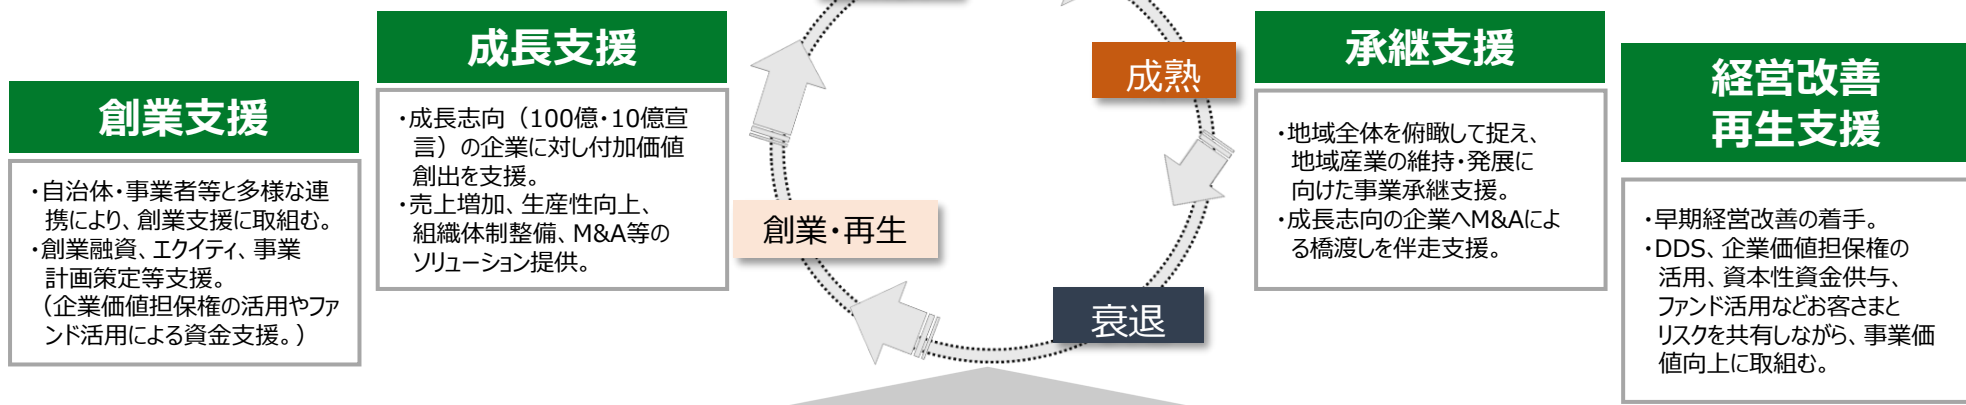 創業支援
・自治体・事業者等と多様な連
携により、創業支援に取組む。
・創業融資、エクイティ、事業
計画策定等支援。
（企業価値担保権の活用やファ
ンド活用による資金支援。）
成長支援
・成長志向（100億・10億宣
言）の企業に対し付加価値
創出を支援。
・売上増加、生産性向上、
組織体制整備、M&A等の
ソリューション提供。
創業・再生
成熟
衰退
承継支援
・地域全体を俯瞰して捉え、
地域産業の維持・発展に
向けた事業承継支援。
・成長志向の企業へM&Aによ
る橋渡しを伴走支援。
経営改善
再生支援
・早期経営改善の着手。
・DDS、企業価値担保権の
活用、資本性資金供与、
ファンド活用などお客さまと
リスクを共有しながら、事業価
値向上に取組む。